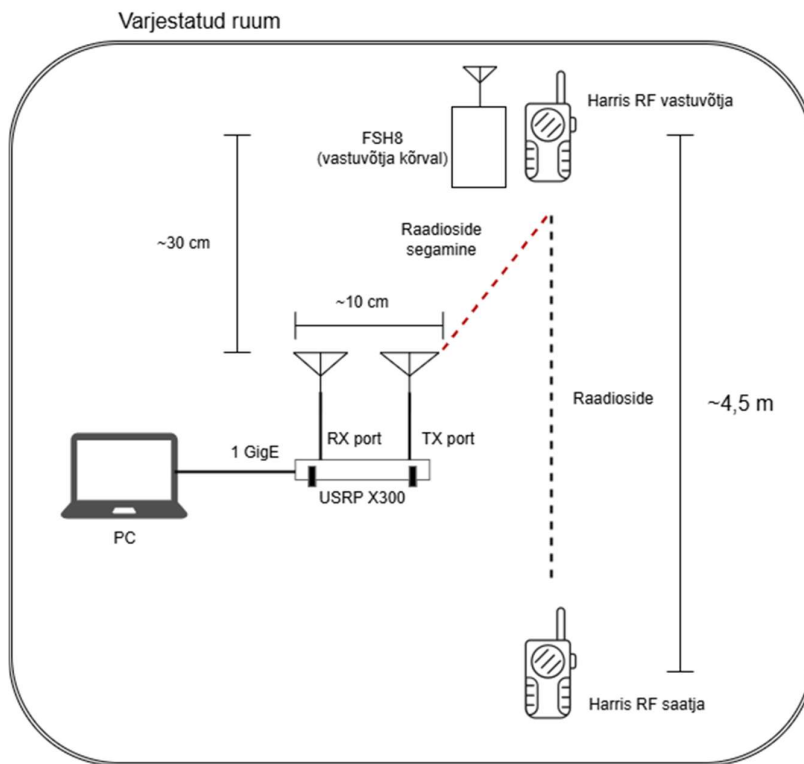 Varjestatud ruum
Harris RF vastuvõtja
FSH8
(vastuvõtja kõrval)
~30 cm
Raadioside
segamine
~10 cm
Raadioside
~4,5 m
1 GigE
RX port
TX port
USRP X300
PC
Harris RF saatja